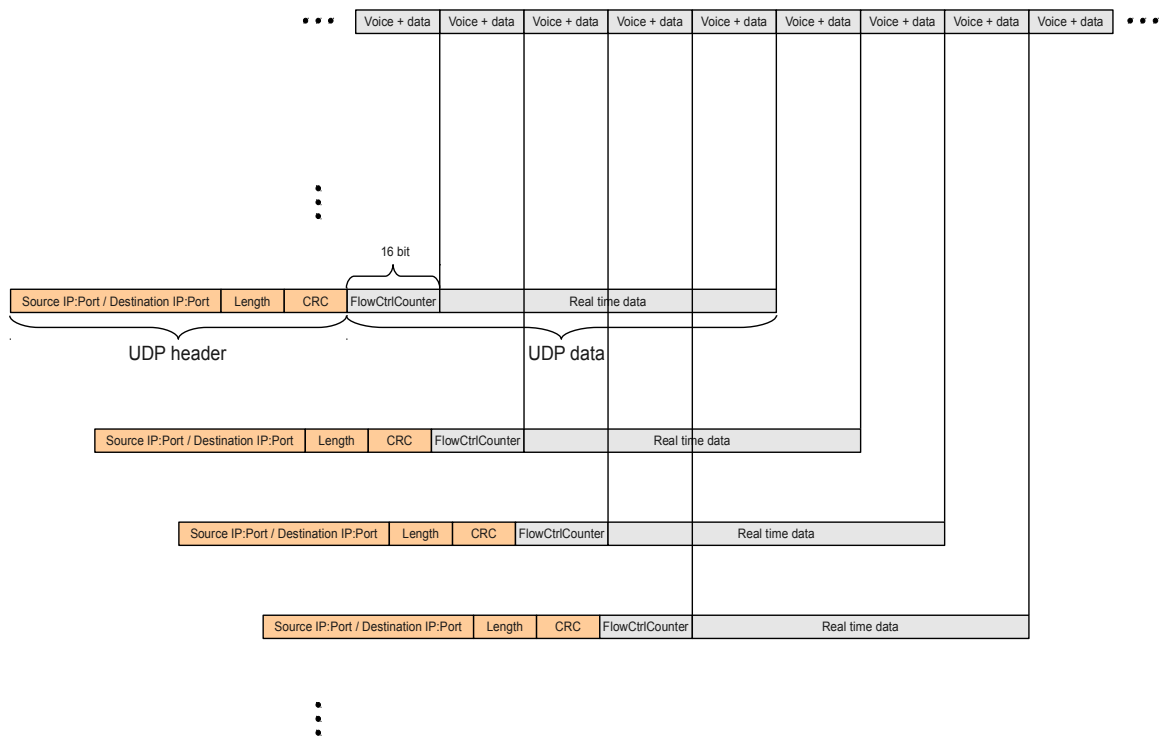 Voice + data Voice + data Voice + data Voice + data Voice + data Voice + data Voice + data Voice + data Voice + data
16 bit
Source IP:Port / Destination IP:Port Length CRC FlowCtrlCounter Real time data
UDP header UDP data
Source IP:Port / Destination IP:Port Length CRC FlowCtrlCounter Real time data
Source IP:Port / Destination IP:Port Length CRC FlowCtrlCounter Real time data
Source IP:Port / Destination IP:Port Length CRC FlowCtrlCounter Real time data